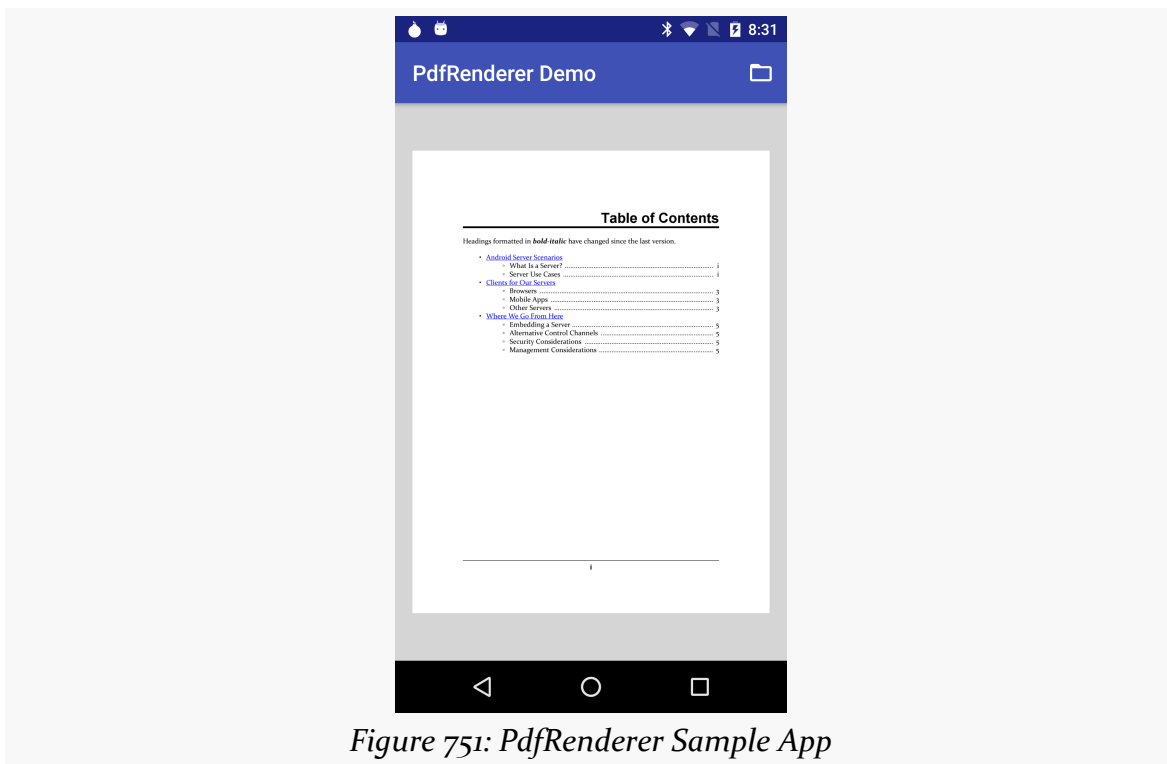 8:31
PdfRenderer Demo
Table of Contents
Headings formatted in bold-italic have changed since the last version.
• Android Server Scenarios
◦ What Is a Server? ........................................ i
◦ Server Use Cases ........................................ i
• Clients for Our Servers
◦ Browsers ........................................ 3
◦ Mobile Apps ........................................ 3
◦ Other Servers ........................................ 3
• Where We Go From Here
◦ Embedding a Server ........................................ 5
◦ Alternative Control Channels ........................................ 5
◦ Security Considerations ........................................ 5
◦ Management Considerations ........................................ 5
i
Figure 751: PdfRenderer Sample App